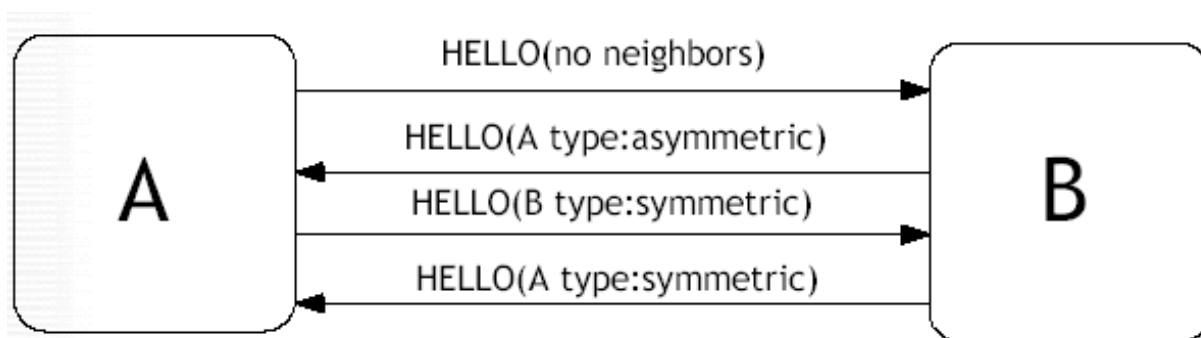 HELLO(no neighbors)
HELLO(A type:asymmetric)
A
B
HELLO(B type:symmetric)
HELLO(A type:symmetric)